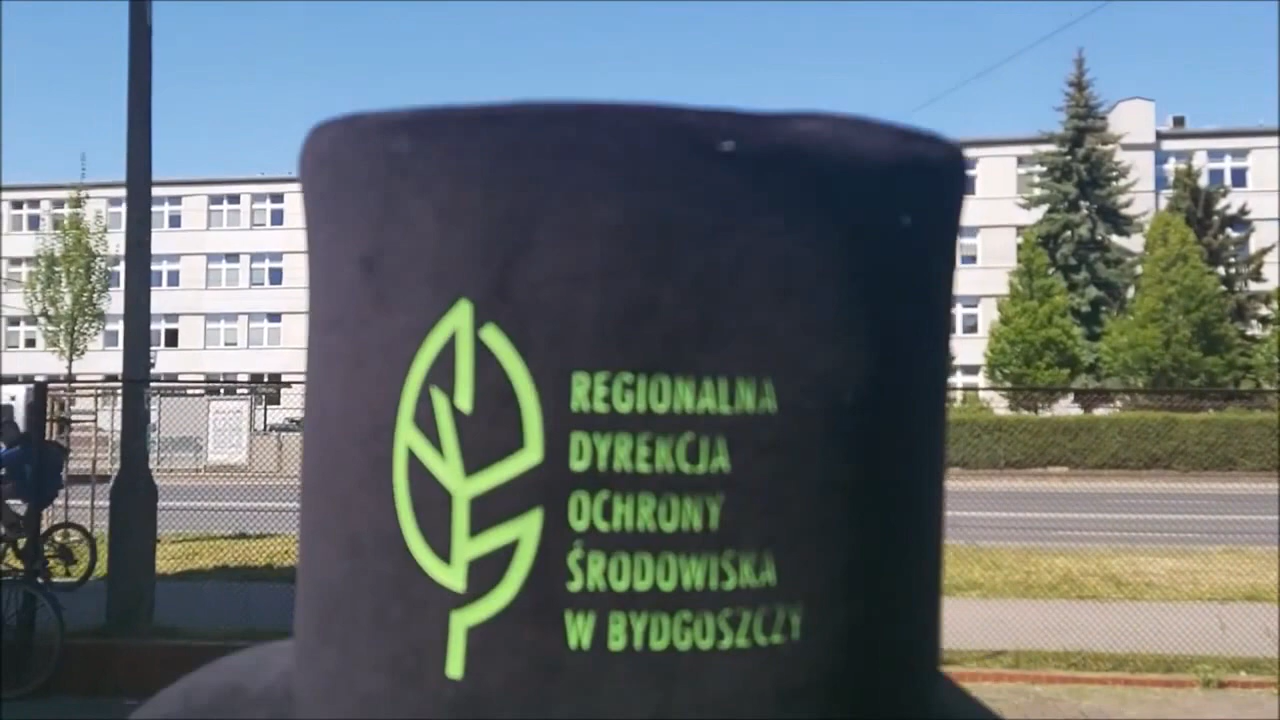 REGIONALNA
DYREKCJA
OCHRONY
ŚRODOWISKA
W BYDGOSZCZY